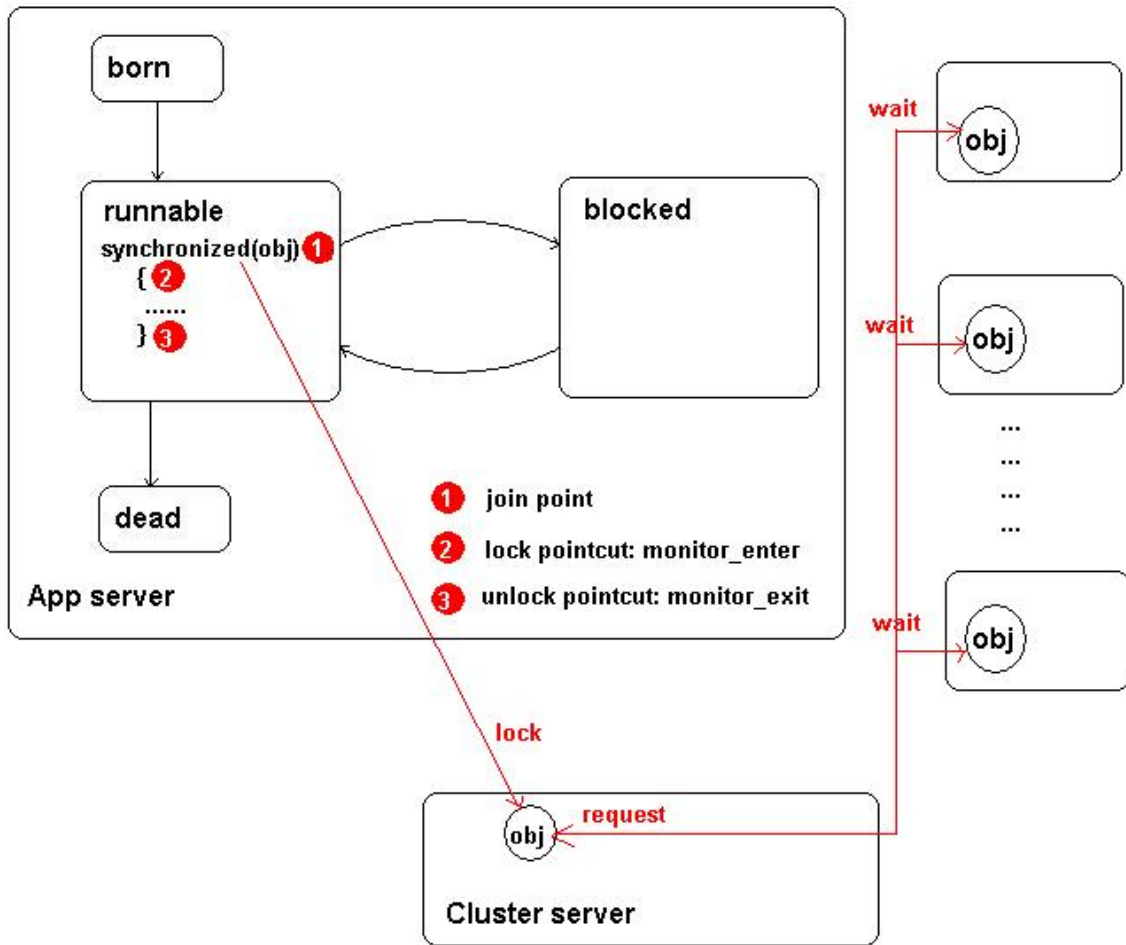 born
runnable
synchronized(obj) 1
{ 2
......
} 3
blocked
dead
1 join point
2 lock pointcut: monitor_enter
3 unlock pointcut: monitor_exit
App server
wait
obj
wait
obj
...
...
...
...
wait
obj
lock
request
obj
Cluster server